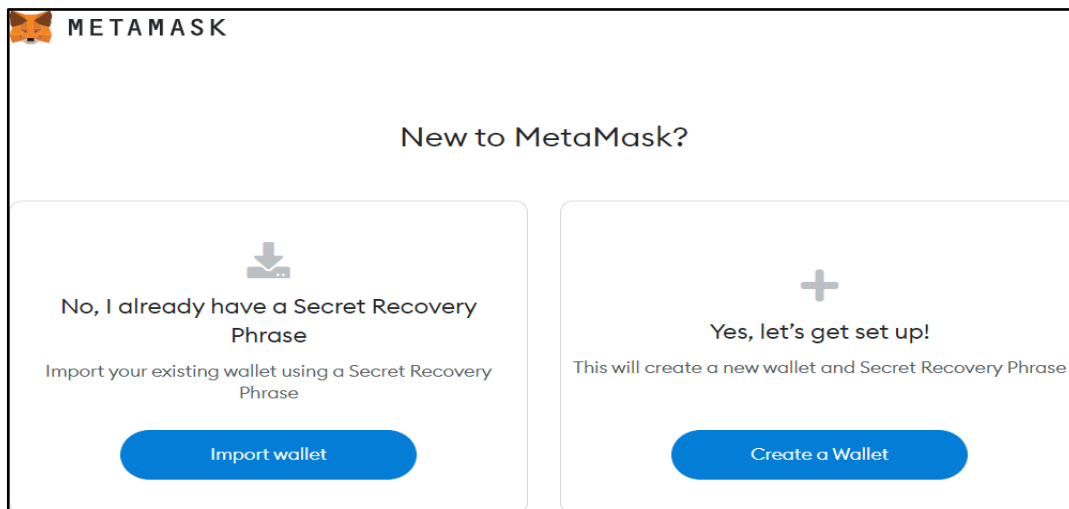 METAMASK
New to MetaMask?
No, I already have a Secret Recovery
Phrase
Import your existing wallet using a Secret Recovery
Phrase
Import wallet
Yes, let's get set up!
This will create a new wallet and Secret Recovery Phrase
Create a Wallet